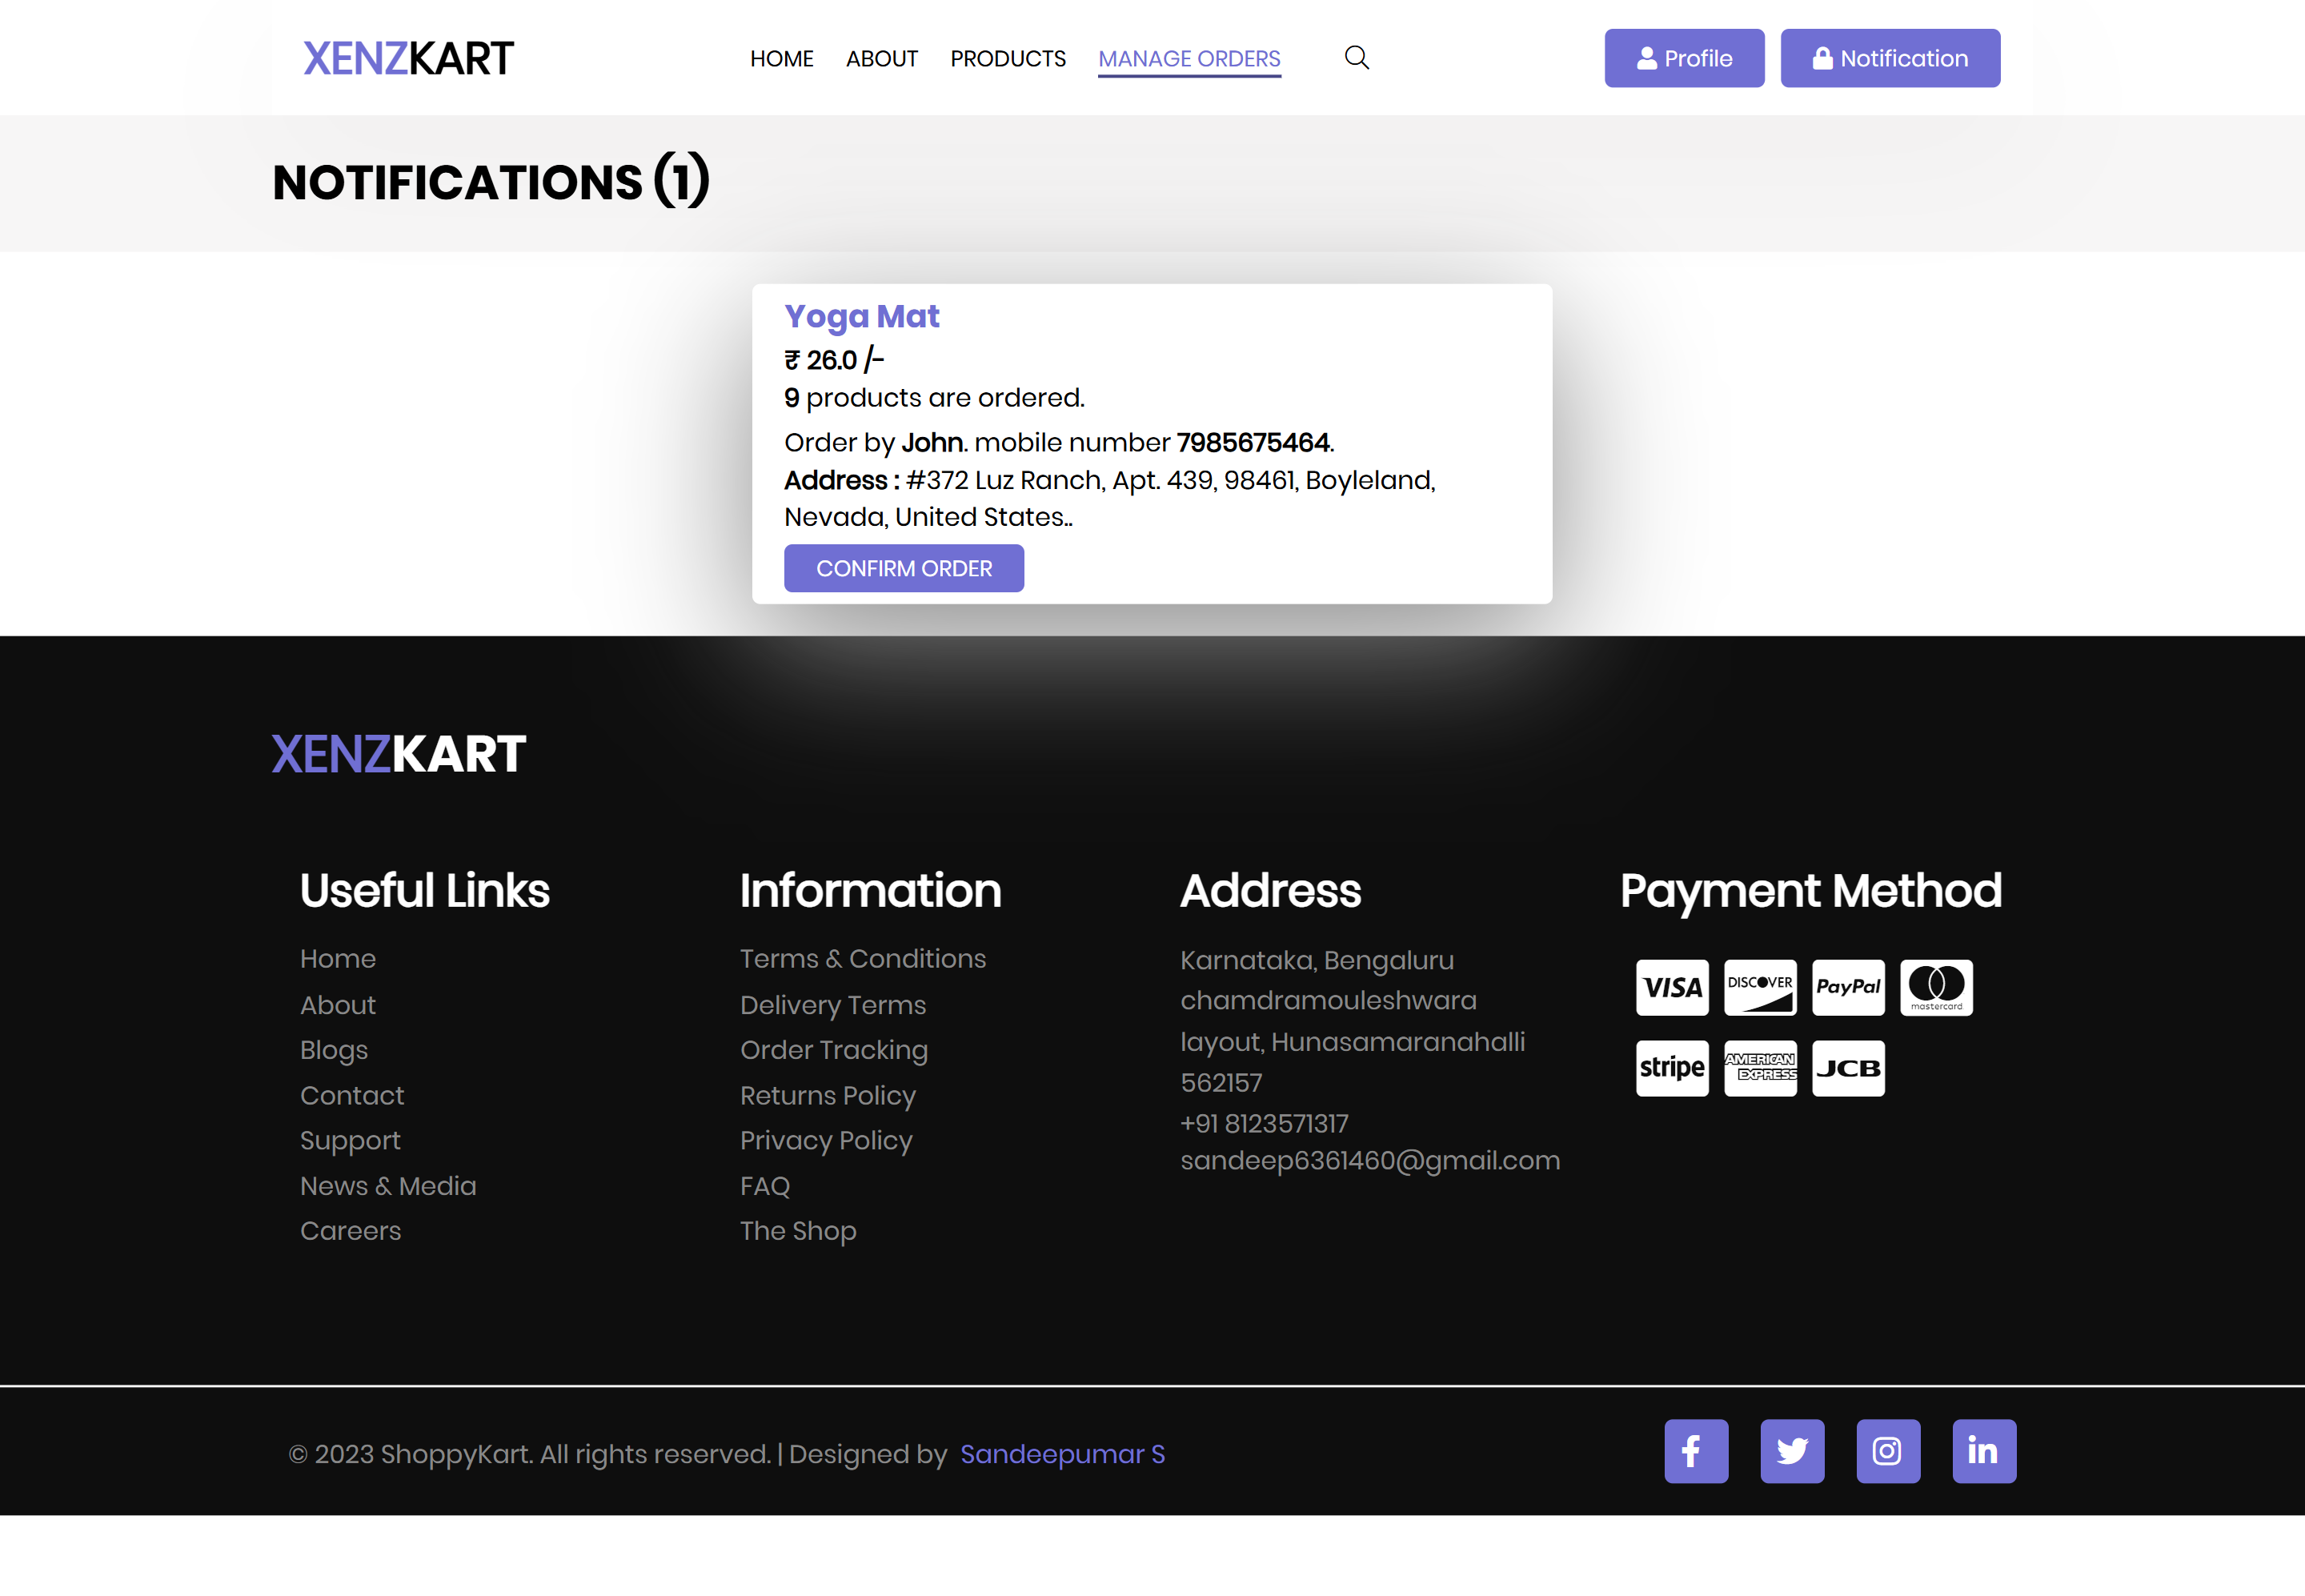 XENZKART
HOME ABOUT PRODUCTS MANAGE ORDERS
Profile Notification
NOTIFICATIONS (1)
Yoga Mat
₹ 26.0 /-
9 products are ordered.
Order by John. mobile number 7985675464.
Address : #372 Luz Ranch, Apt. 439, 98461, Boyleland,
Nevada, United States..
CONFIRM ORDER
XENZKART
Useful Links
Home
About
Blogs
Contact
Support
News & Media
Careers
Information
Terms & Conditions
Delivery Terms
Order Tracking
Returns Policy
Privacy Policy
FAQ
The Shop
Address
Karnataka, Bengaluru
chamdramouleshwara
layout, Hunasamaranahalli
562157
+91 8123571317
sandeep6361460@gmail.com
Payment Method
VISA DISCOVER PayPal mastercard
stripe AMERICAN EXPRESS JCB
© 2023 ShoppyKart. All rights reserved. | Designed by Sandeepumar S